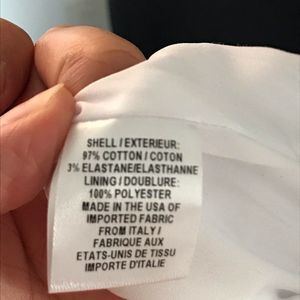 SHELL / EXTERIEUR:
97% COTTON / COTON
3% ELASTANE/ELASTHANNE
LINING / DOUBLURE:
100% POLYESTER
MADE IN THE USA OF
IMPORTED FABRIC
FROM ITALY /
FABRIQUE AUX
ETATS-UNIS DE TISSU
IMPORTE D'ITALIE